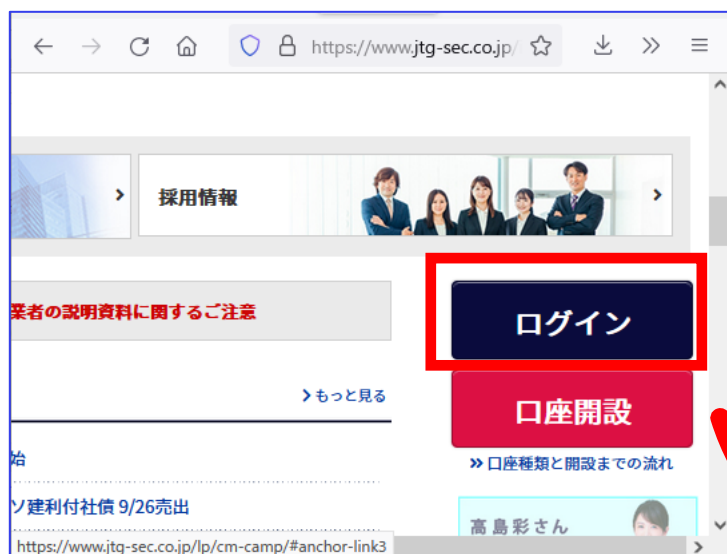 https://www.jtg-sec.co.jp/
採用情報
業者の説明資料に関するご注意
ログイン
もっと見る
口座開設
始
口座種類と開設までの流れ
ソ建利付社債 9/26売出
高島彩さん
https://www.jtg-sec.co.jp/lp/cm-camp/#anchor-link3